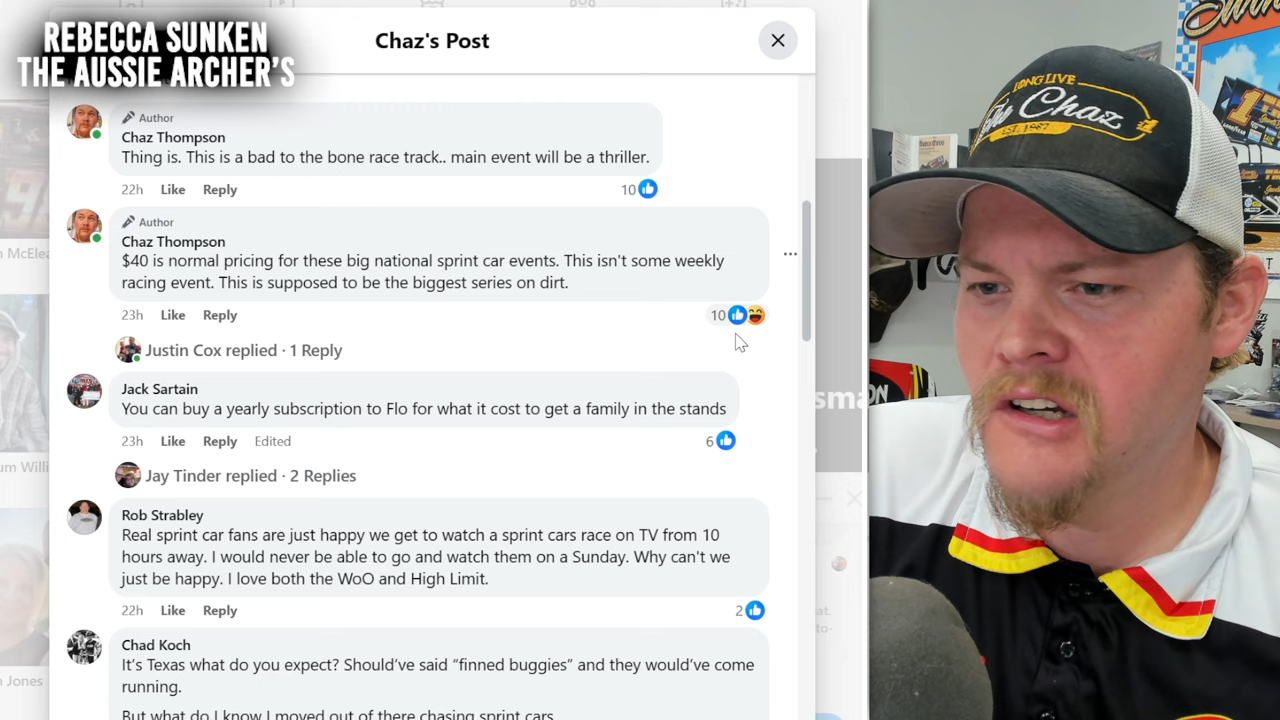 REBECCA SUNKEN
THE AUSSIE ARCHER'S
Chaz's Post
Author
Chaz Thompson
Thing is. This is a bad to the bone race track.. main event will be a thriller.
22h Like Reply 10
Author
Chaz Thompson
$40 is normal pricing for these big national sprint car events. This isn't some weekly
racing event. This is supposed to be the biggest series on dirt.
23h Like Reply 10
Justin Cox replied · 1 Reply
Jack Sartain
You can buy a yearly subscription to Flo for what it cost to get a family in the stands
23h Like Reply Edited 6
Jay Tinder replied · 2 Replies
Rob Strabley
Real sprint car fans are just happy we get to watch a sprint cars race on TV from 10
hours away. I would never be able to go and watch them on a Sunday. Why can't we
just be happy. I love both the WoO and High Limit.
22h Like Reply 2
Chad Koch
It's Texas what do you expect? Should've said “finned buggies” and they would've come
running.
But what do I know I moved out of there chasing sprint cars
LONG LIVE
Chaz
EST. 1987
Jones